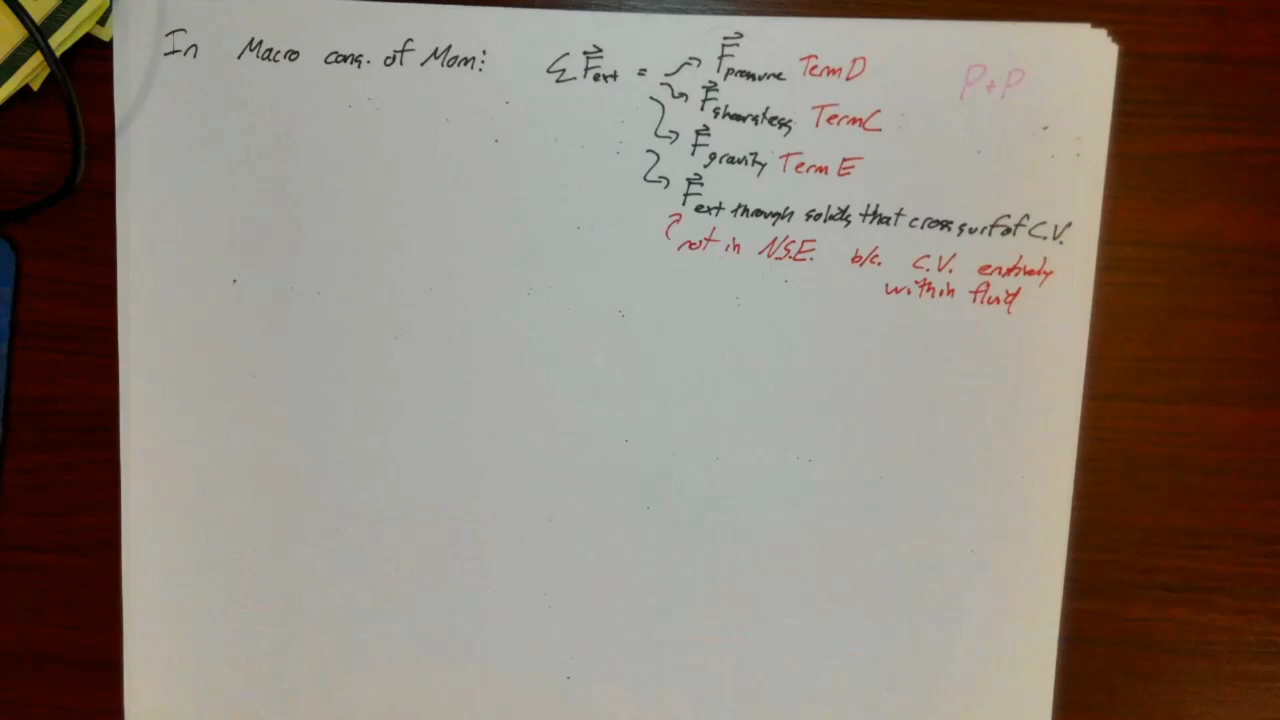 In Macro cons. of Mom: Σ F⃗ext = F⃗pressure Term D
P+P
F⃗shearstress Term C
F⃗gravity Term E
F⃗ext through solids that cross surf of C.V.
not in N.S.E. b/c. C.V. entirely
within fluid